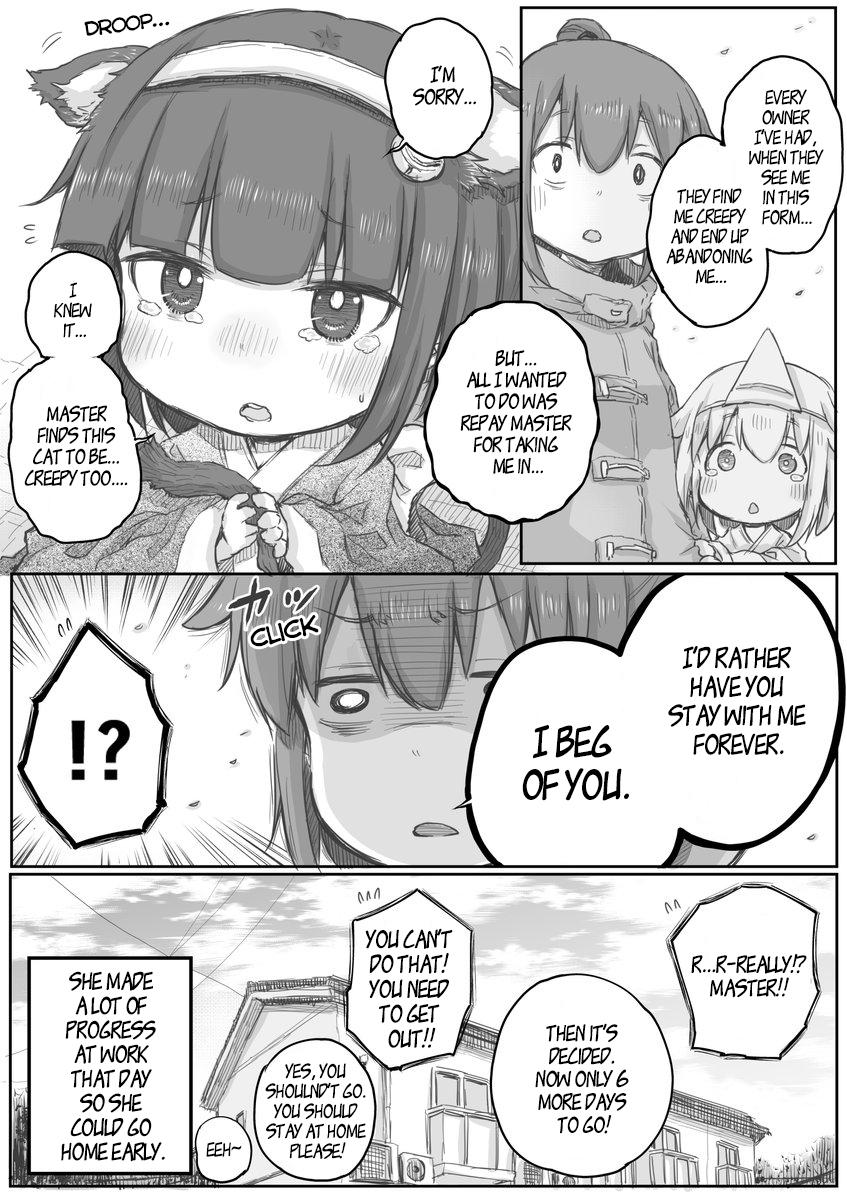 EVERY
OWNER
I'VE HAD,
WHEN THEY
SEE ME
IN THIS
FORM...
THEY FIND
ME CREEPY
AND END UP
ABANDONING
ME...
BUT...
ALL I WANTED
TO DO WAS
REPAY MASTER
FOR TAKING
ME IN...
DROOP...
I'M
SORRY...
I
KNEW
IT...
MASTER
FINDS THIS
CAT TO BE...
CREEPY TOO....
I'D RATHER
HAVE YOU
STAY WITH ME
FOREVER.
I BEG
OF YOU.
カッ
CLICK
!?
R...R-REALLY!?
MASTER!!
THEN IT'S
DECIDED.
NOW ONLY 6
MORE DAYS
TO GO!
YOU CAN'T
DO THAT!
YOU NEED
TO GET
OUT!!
YES, YOU
SHOULND'T GO.
YOU SHOULD
STAY AT HOME
PLEASE!
EEH~
SHE MADE
A LOT OF
PROGRESS
AT WORK
THAT DAY
SO SHE
COULD GO
HOME EARLY.